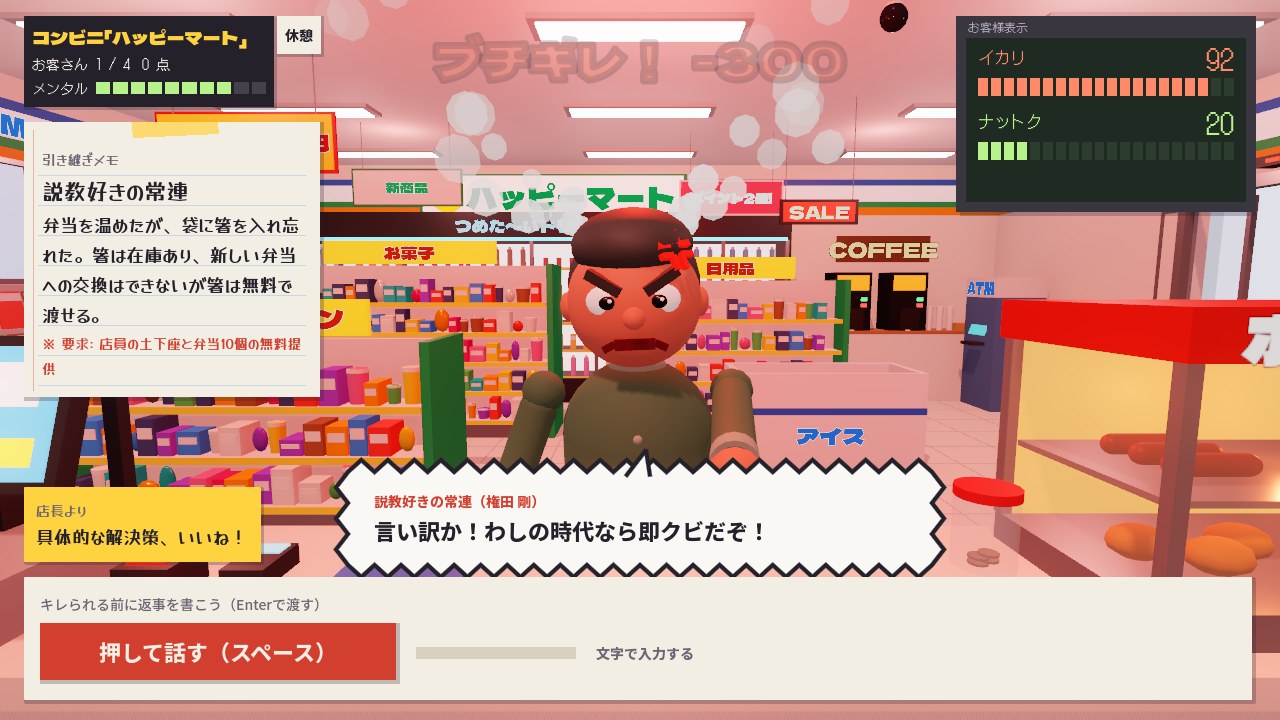 コンビニ「ハッピーマート」
お客さん 1/4 0点
メンタル
休憩
ブチギレ! -300
お客様表示
イカリ 92
ナットク 20
引き継ぎメモ
説教好きの常連
弁当を温めたが、袋に箸を入れ忘
れた。箸は在庫あり、新しい弁当
への交換はできないが箸は無料で
渡せる。
※ 要求: 店員の土下座と弁当10個の無料提
供
新商品
ハッピーマート
ポイント2倍
SALE
お菓子
日用品
COFFEE
ATM
アイス
店長より
具体的な解決策、いいね!
説教好きの常連(権田 剛)
言い訳か!わしの時代なら即クビだぞ!
キレられる前に返事を書こう(Enterで渡す)
押して話す(スペース)
文字で入力する